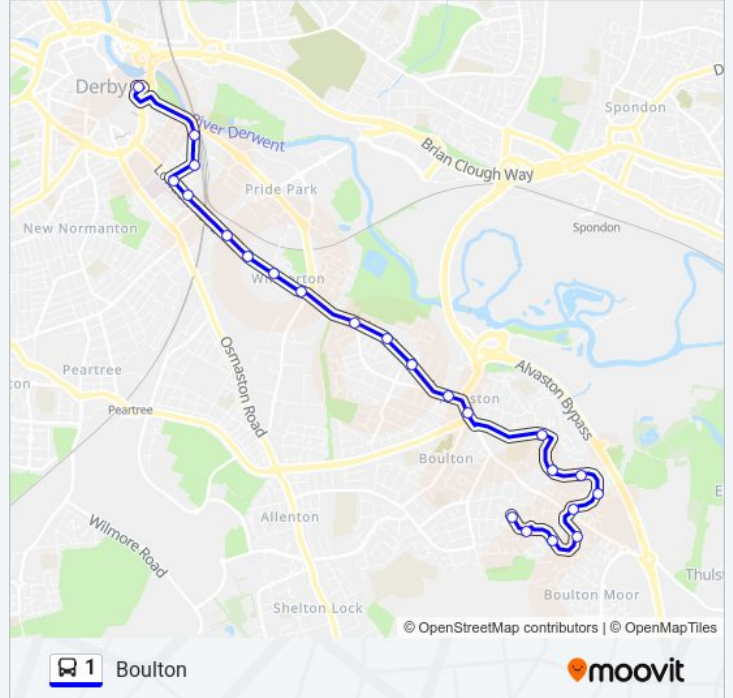 Derby
River Derwent
Spondon
Brian Clough Way
Pride Park
New Normanton
Spondon
Osmaston Road
Peartree
Peartree
Alvaston Bypass
Boulton
Allenton
Wilmore Road
Boulton Moor
Shelton Lock
© OpenStreetMap contributors | © OpenMapTiles
1 Boulton
moovit